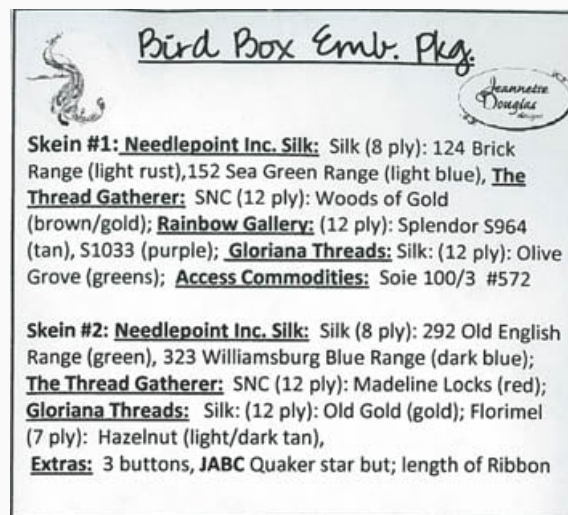 Bird Box Emb. Pkg.
Jeannette
Douglas
designs
Skein #1: Needlepoint Inc. Silk: Silk (8 ply): 124 Brick
Range (light rust),152 Sea Green Range (light blue), The
Thread Gatherer: SNC (12 ply): Woods of Gold
(brown/gold); Rainbow Gallery: (12 ply): Splendor S964
(tan), S1033 (purple); Gloriana Threads: Silk: (12 ply): Olive
Grove (greens); Access Commodities: Soie 100/3 #572
Skein #2: Needlepoint Inc. Silk: Silk (8 ply): 292 Old English
Range (green), 323 Williamsburg Blue Range (dark blue);
The Thread Gatherer: SNC (12 ply): Madeline Locks (red);
Gloriana Threads: Silk: (12 ply): Old Gold (gold); Florimel
(7 ply): Hazelnut (light/dark tan),
Extras: 3 buttons, JABC Quaker star but; length of Ribbon